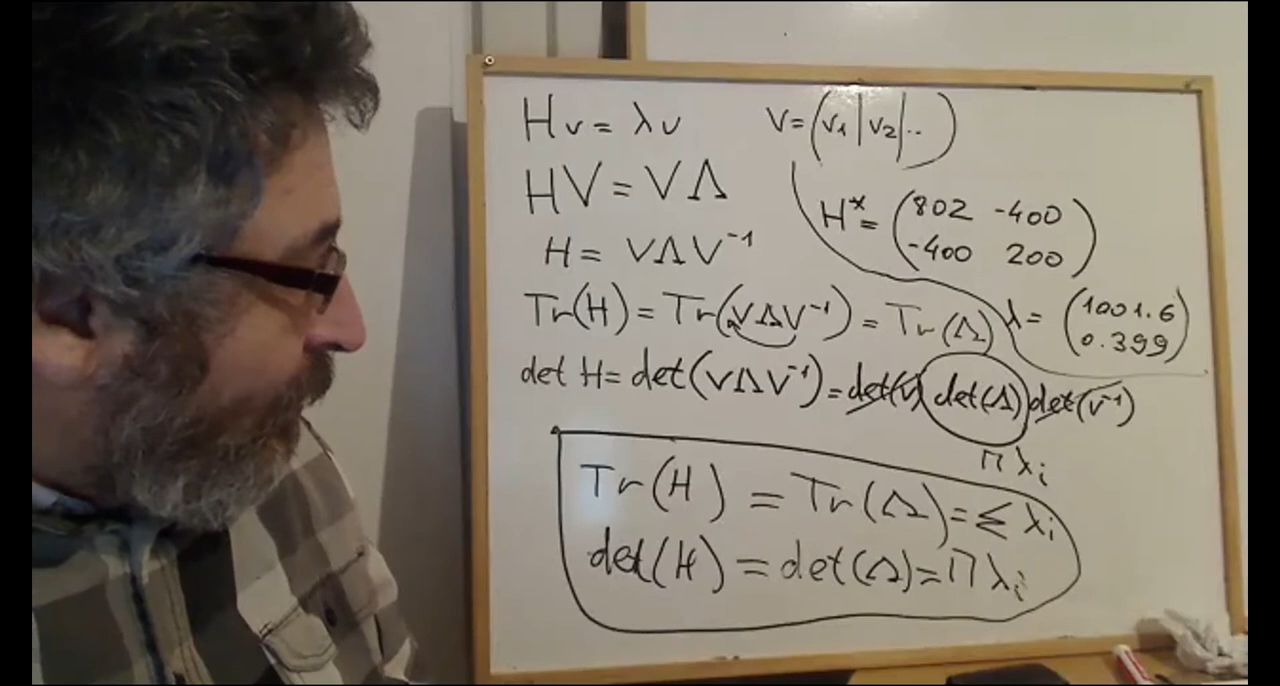 Hv = λv
V = (v1 | v2 | ..)
HV = VΛ
H* = (802 -400
-400 200)
H = VΛV⁻¹
Tr(H) = Tr(VΛV⁻¹) = Tr(Λ)
λ = (1001.6
0.399)
det H = det(VΛV⁻¹) = det(V) det(Λ) det(V⁻¹)
Π λi
Tr(H) = Tr(Λ) = Σ λi
det(H) = det(Λ) = Π λi